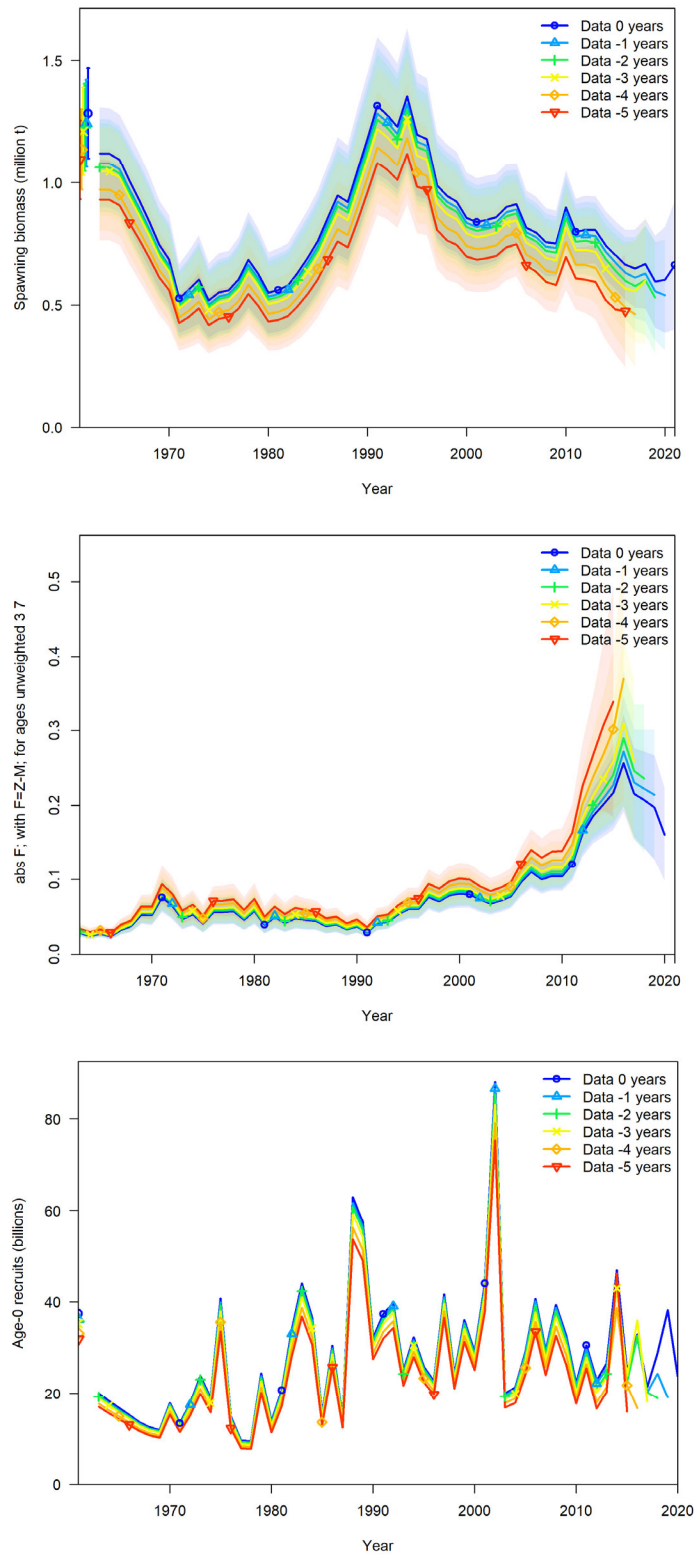 Spawning biomass (million t)
1.5
1.0
0.5
0.0
Data 0 years
Data -1 years
Data -2 years
Data -3 years
Data -4 years
Data -5 years
1970 1980 1990 2000 2010 2020
Year
abs F; with F=Z-M; for ages unweighted 3 7
0.5
0.4
0.3
0.2
0.1
0.0
Data 0 years
Data -1 years
Data -2 years
Data -3 years
Data -4 years
Data -5 years
1970 1980 1990 2000 2010 2020
Year
Age-0 recruits (billions)
80
60
40
20
0
Data 0 years
Data -1 years
Data -2 years
Data -3 years
Data -4 years
Data -5 years
1970 1980 1990 2000 2010 2020
Year